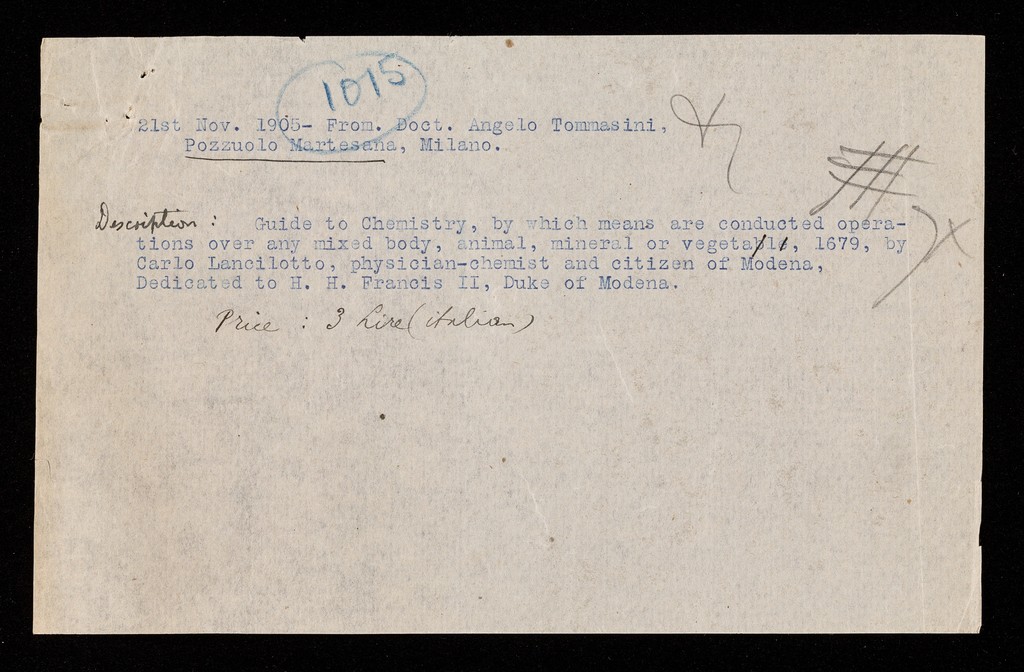 1015
21st Nov. 1905- From. Doct. Angelo Tommasini,
Pozzuolo Martesana, Milano.
Description: Guide to Chemistry, by which means are conducted opera-
tions over any mixed body, animal, mineral or vegetable, 1679, by
Carlo Lancilotto, physician-chemist and citizen of Modena,
Dedicated to H. H. Francis II, Duke of Modena.
Price : 3 Lire (italian)